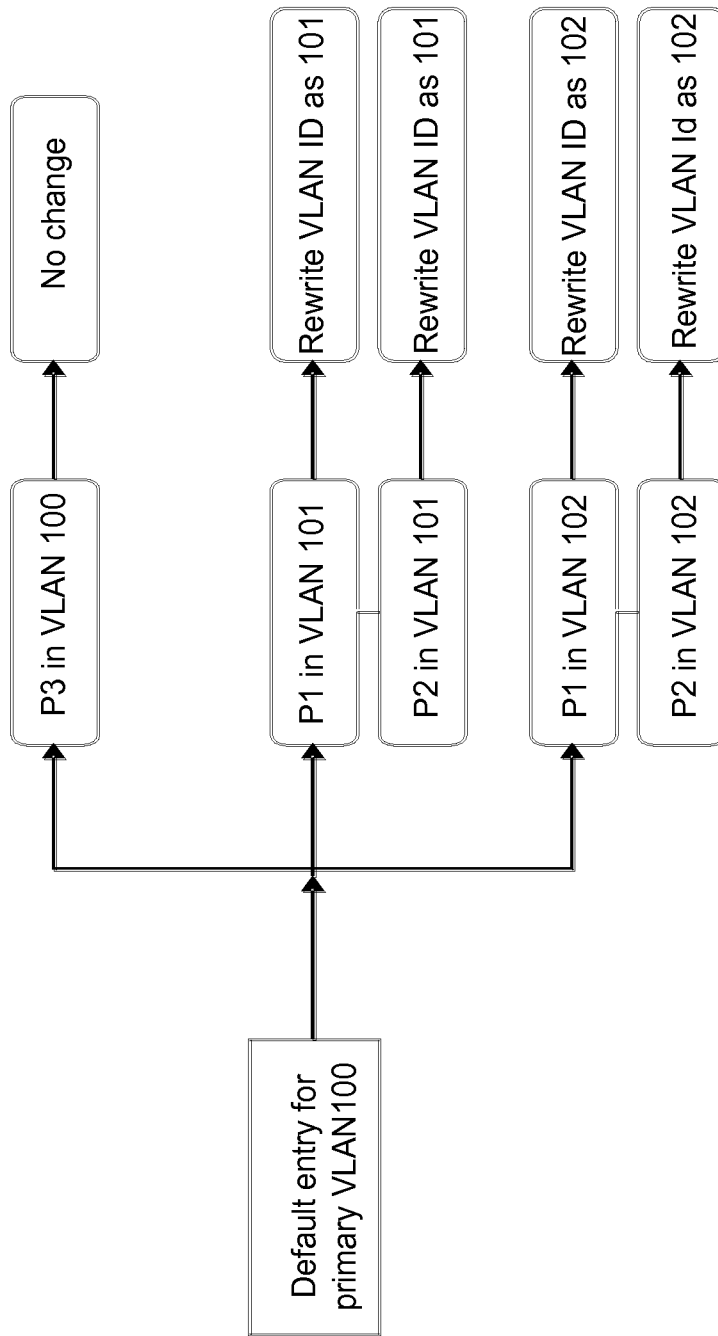 Default entry for
primary VLAN100
P3 in VLAN 100
No change
P1 in VLAN 101
Rewrite VLAN ID as 101
P2 in VLAN 101
Rewrite VLAN ID as 101
P1 in VLAN 102
Rewrite VLAN ID as 102
P2 in VLAN 102
Rewrite VLAN Id as 102